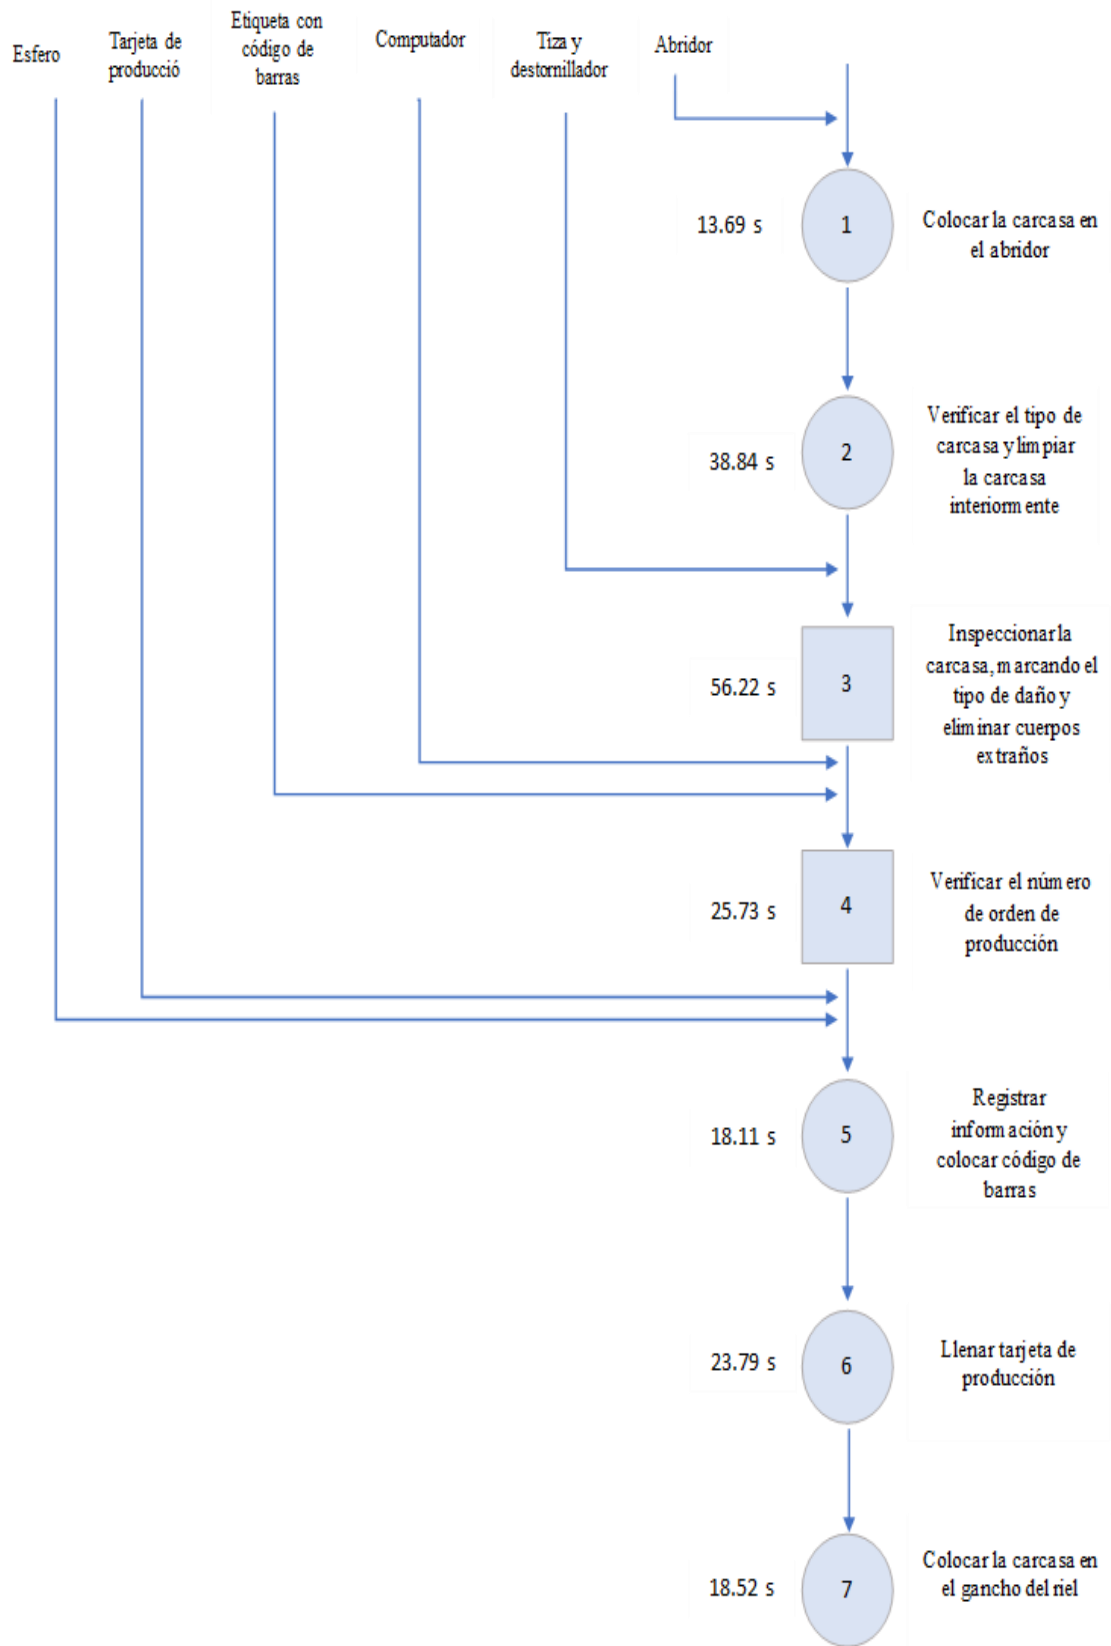 Esfero
Tarjeta de
producció
Etiqueta con
código de
barras
Computador
Tiza y
destornillador
Abridor
13.69 s
1
Colocar la carcasa en
el abridor
38.84 s
2
Verificar el tipo de
carcasa y limpiar
la carcasa
interiormente
56.22 s
3
Inspeccionar la
carcasa, marcando el
tipo de daño y
eliminar cuerpos
extraños
25.73 s
4
Verificar el número
de orden de
producción
18.11 s
5
Registrar
información y
colocar código de
barras
23.79 s
6
Llenar tarjeta de
producción
18.52 s
7
Colocar la carcasa en
el gancho del riel